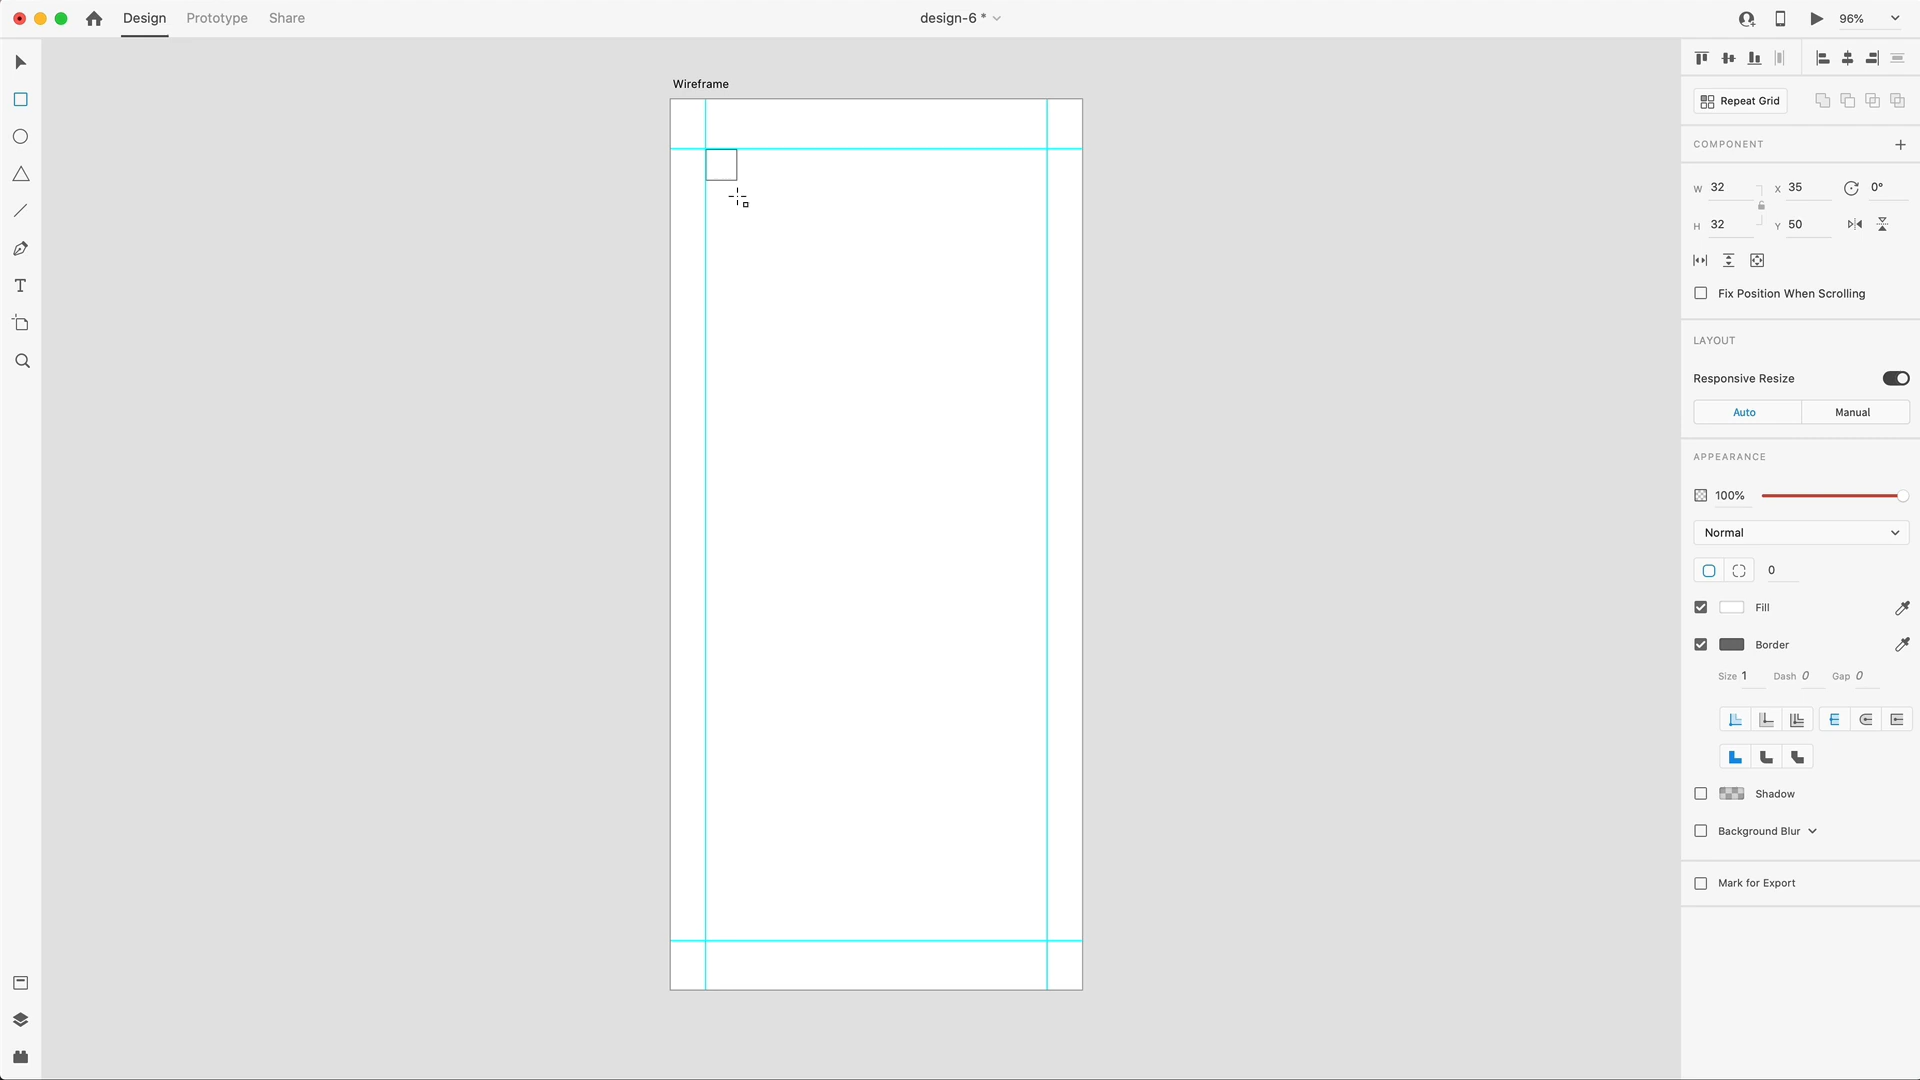 Design Prototype Share design-6 * 96%
Wireframe
Repeat Grid
COMPONENT
W 32 X 35 0°
H 32 Y 50
Fix Position When Scrolling
LAYOUT
Responsive Resize
Auto Manual
APPEARANCE
100%
Normal
0
Fill
Border
Size 1 Dash 0 Gap 0
Shadow
Background Blur
Mark for Export